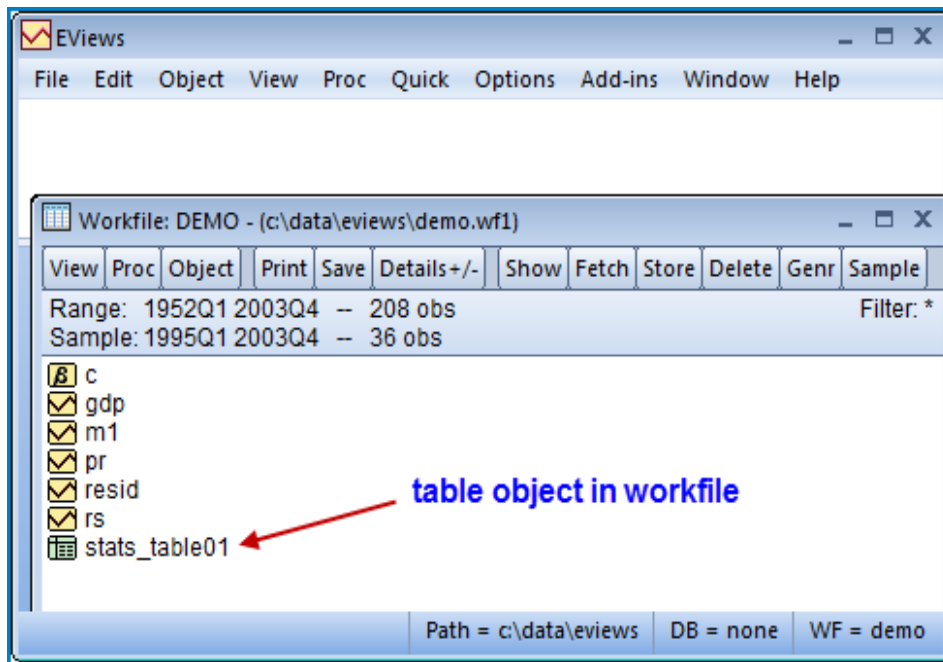 EViews
File Edit Object View Proc Quick Options Add-ins Window Help
Workfile: DEMO - (c:\data\eviews\demo.wf1)
View Proc Object Print Save Details+/- Show Fetch Store Delete Genr Sample
Range: 1952Q1 2003Q4 -- 208 obs Filter: *
Sample: 1995Q1 2003Q4 -- 36 obs
β c
gdp
m1
pr
resid
rs
stats_table01
table object in workfile
Path = c:\data\eviews DB = none WF = demo